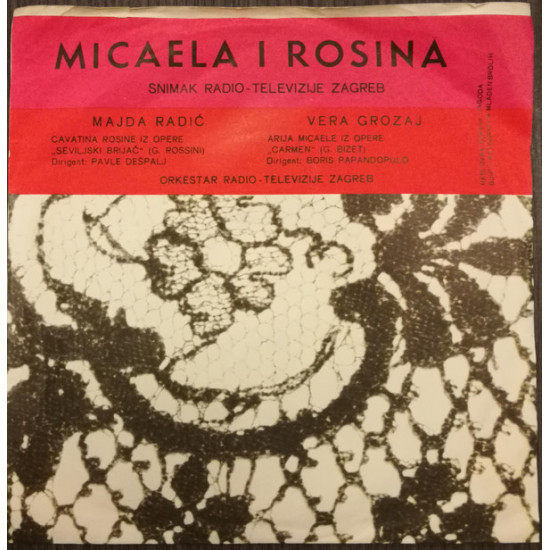 MICAELA I ROSINA
SNIMAK RADIO-TELEVIZIJE ZAGREB
MAJDA RADIĆ
CAVATINA ROSINE IZ OPERE
„SEVILJSKI BRIJAČ“ (G. ROSSINI)
Dirigent: PAVLE DEŠPALJ
VERA GROZAJ
ARIJA MICAELE IZ OPERE
„CARMEN“ (G. BIZET)
Dirigent: BORIS PAPANDOPULO
ORKESTAR RADIO-TELEVIZIJE ZAGREB